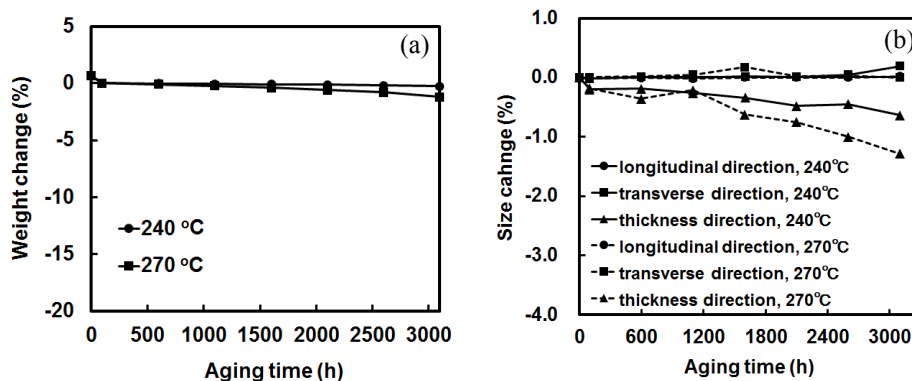 (a)
Weight change (%)
5
0
-5
-10
-15
-20
240 °C
270 °C
0 500 1000 1500 2000 2500 3000
Aging time (h)
(b)
Size cahnge (%)
1.0
0.0
-1.0
-2.0
-3.0
-4.0
longitudinal direction, 240℃
transverse direction, 240℃
thickness direction, 240℃
longitudinal direction, 270℃
transverse direction, 270℃
thickness direction, 270℃
0 600 1200 1800 2400 3000
Aging time (h)